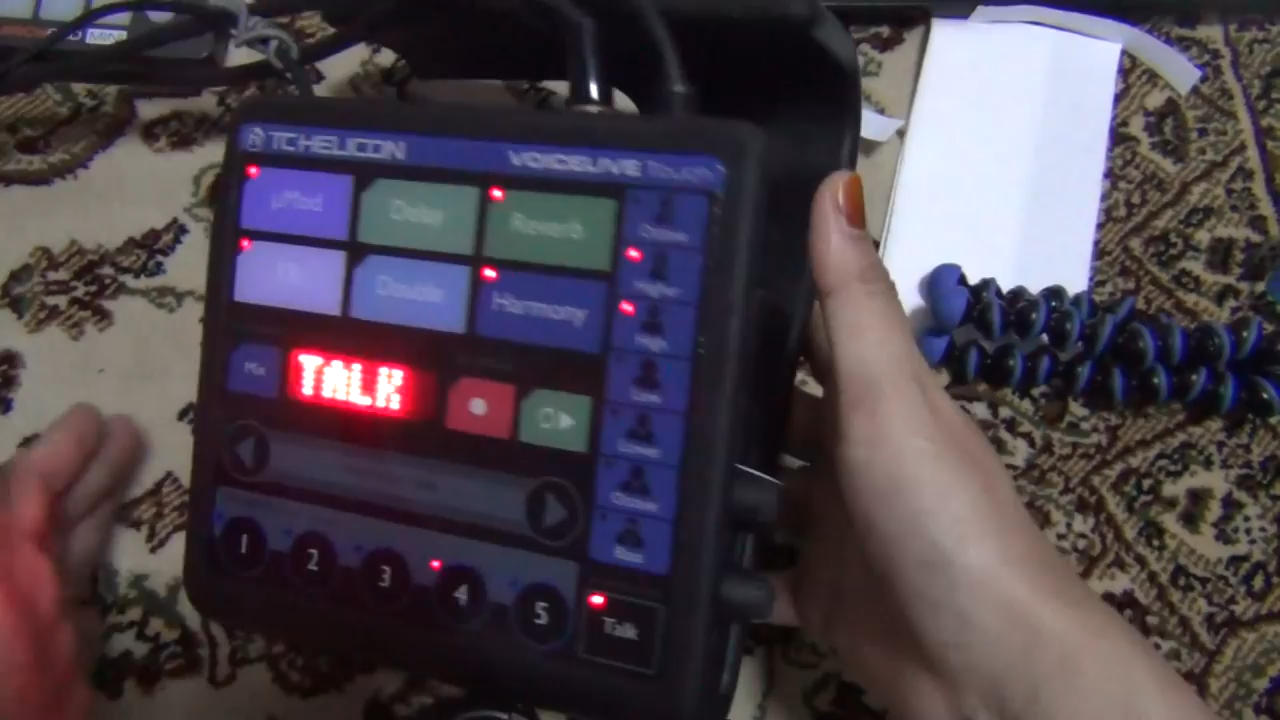 TC HELICON
VOICELIVE Touch
µMod
Delay
Reverb
Double
Harmony
Higher
High
Low
Lower
Octave
Bass
Mix
TALK
1
2
3
4
5
Talk
MINI